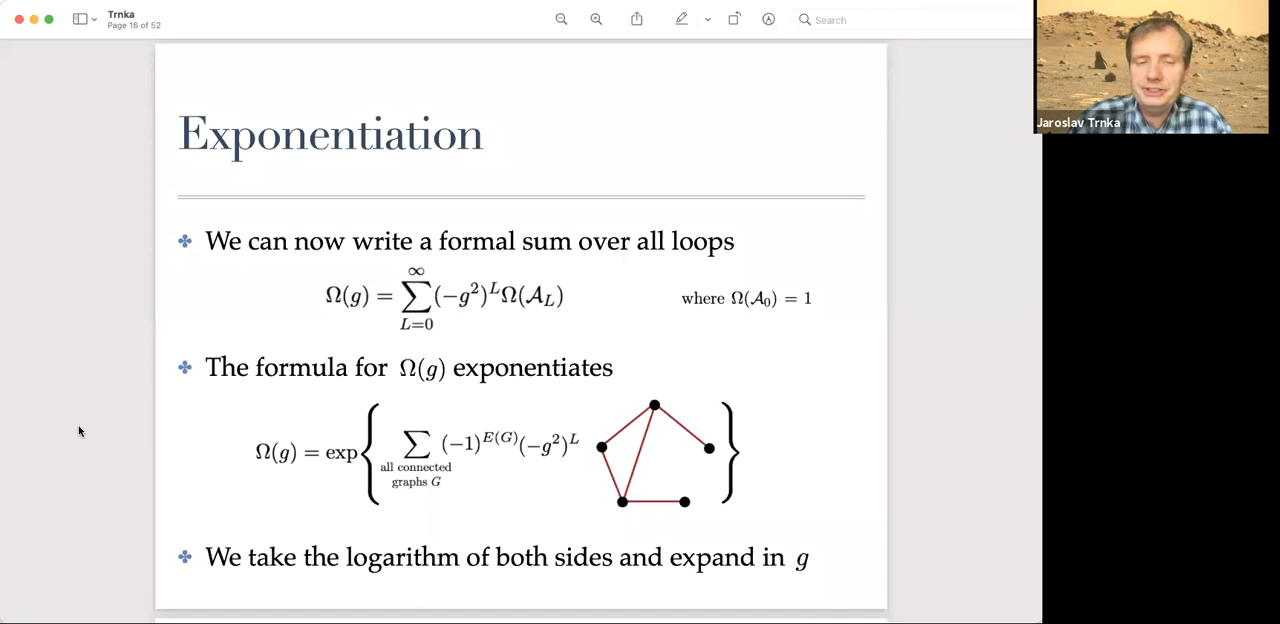 Trnka
Page 16 of 52
Search
Jaroslav Trnka
Exponentiation
We can now write a formal sum over all loops
Ω(g) = ∑_{L=0}^{∞} (−g²)^L Ω(𝒜_L) where Ω(𝒜₀) = 1
The formula for Ω(g) exponentiates
Ω(g) = exp { ∑_{all connected graphs G} (−1)^{E(G)} (−g²)^L }
We take the logarithm of both sides and expand in g